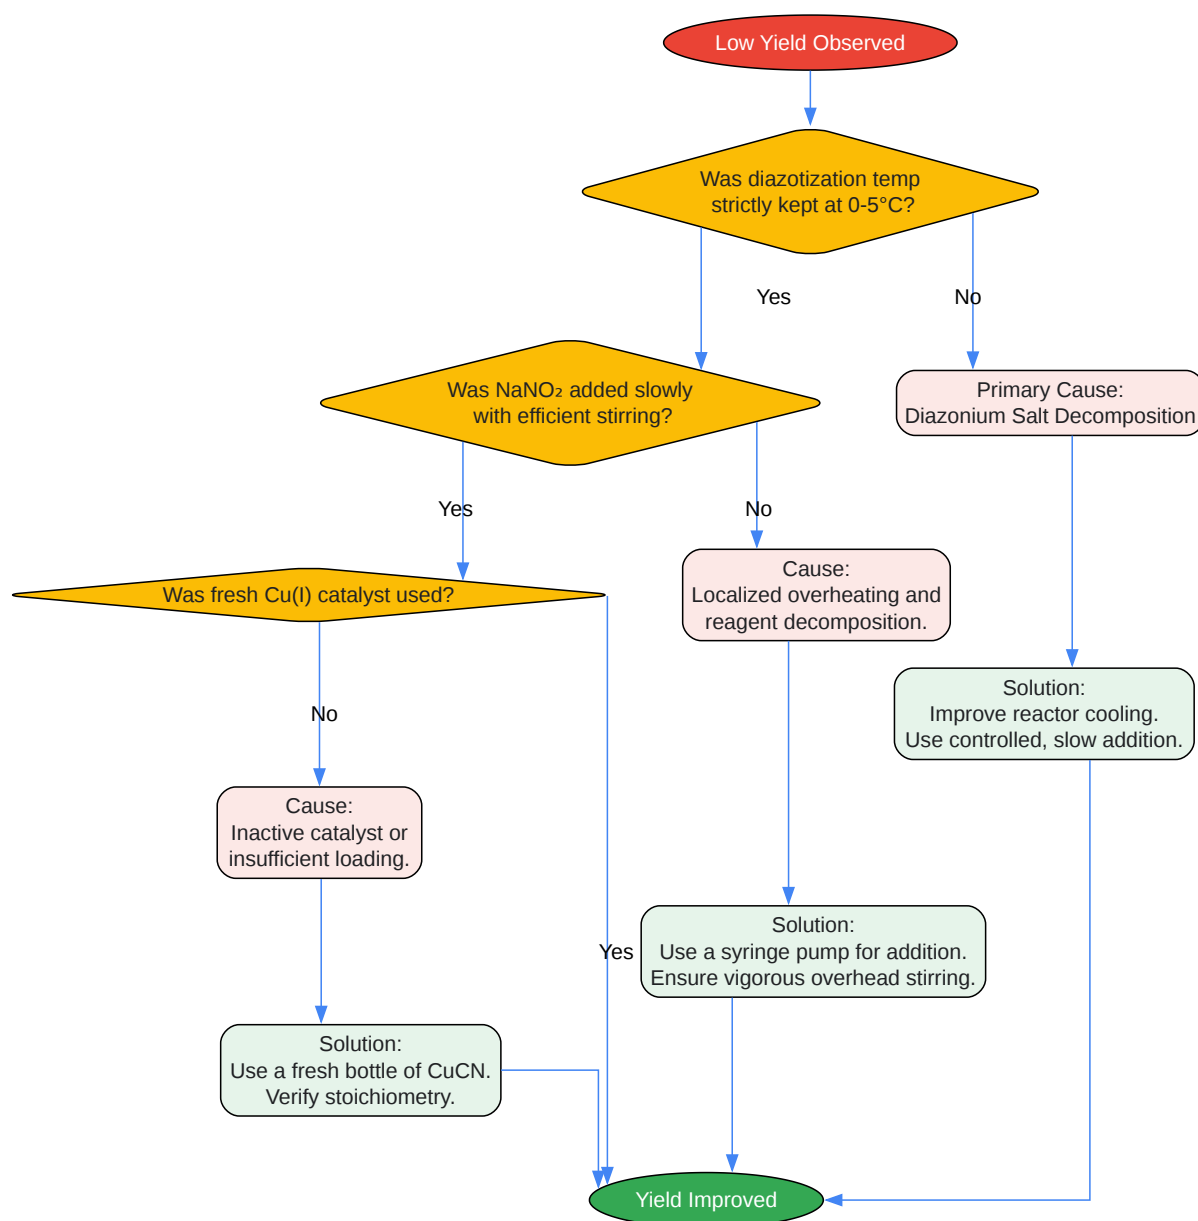 Low Yield Observed
Was diazotization temp
strictly kept at 0-5°C?
Yes
No
Was NaNO₂ added slowly
with efficient stirring?
Primary Cause:
Diazonium Salt Decomposition
Yes
No
Was fresh Cu(I) catalyst used?
Cause:
Localized overheating and
reagent decomposition.
Solution:
Improve reactor cooling.
Use controlled, slow addition.
No
Cause:
Inactive catalyst or
insufficient loading.
Yes
Solution:
Use a syringe pump for addition.
Ensure vigorous overhead stirring.
Solution:
Use a fresh bottle of CuCN.
Verify stoichiometry.
Yield Improved